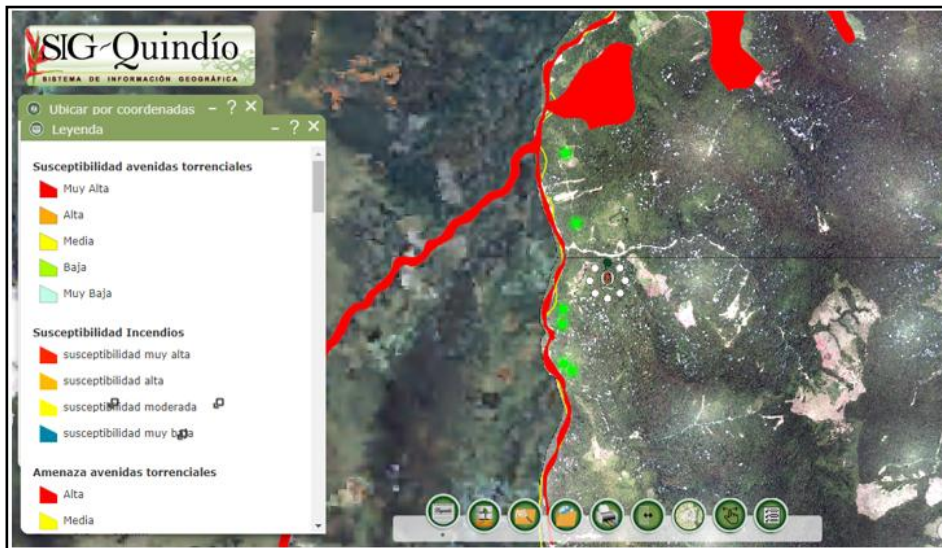 SIG-Quindío
SISTEMA DE INFORMACIÓN GEOGRÁFICA
Ubicar por coordenadas – ? ×
Leyenda – ? ×
Susceptibilidad avenidas torrenciales
Muy Alta
Alta
Media
Baja
Muy Baja
Susceptibilidad Incendios
susceptibilidad muy alta
susceptibilidad alta
susceptibilidad moderada
susceptibilidad muy baja
Amenaza avenidas torrenciales
Alta
Media